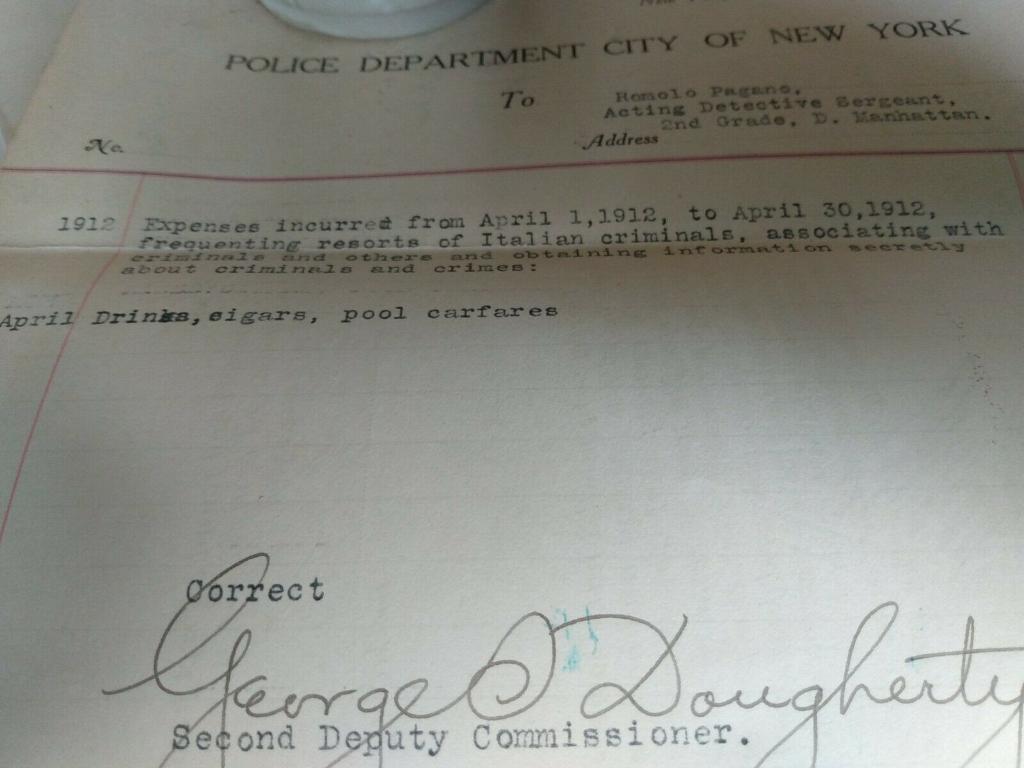 POLICE DEPARTMENT CITY OF NEW YORK
To Romolo Pagano,
Acting Detective Sergeant,
2nd Grade, D. Manhattan.
No. Address
1912 Expenses incurred from April 1,1912, to April 30,1912,
frequenting resorts of Italian criminals, associating with
criminals and others and obtaining information secretly
about criminals and crimes:
April Drinks,cigars, pool carfares
Correct
George S Dougherty
Second Deputy Commissioner.